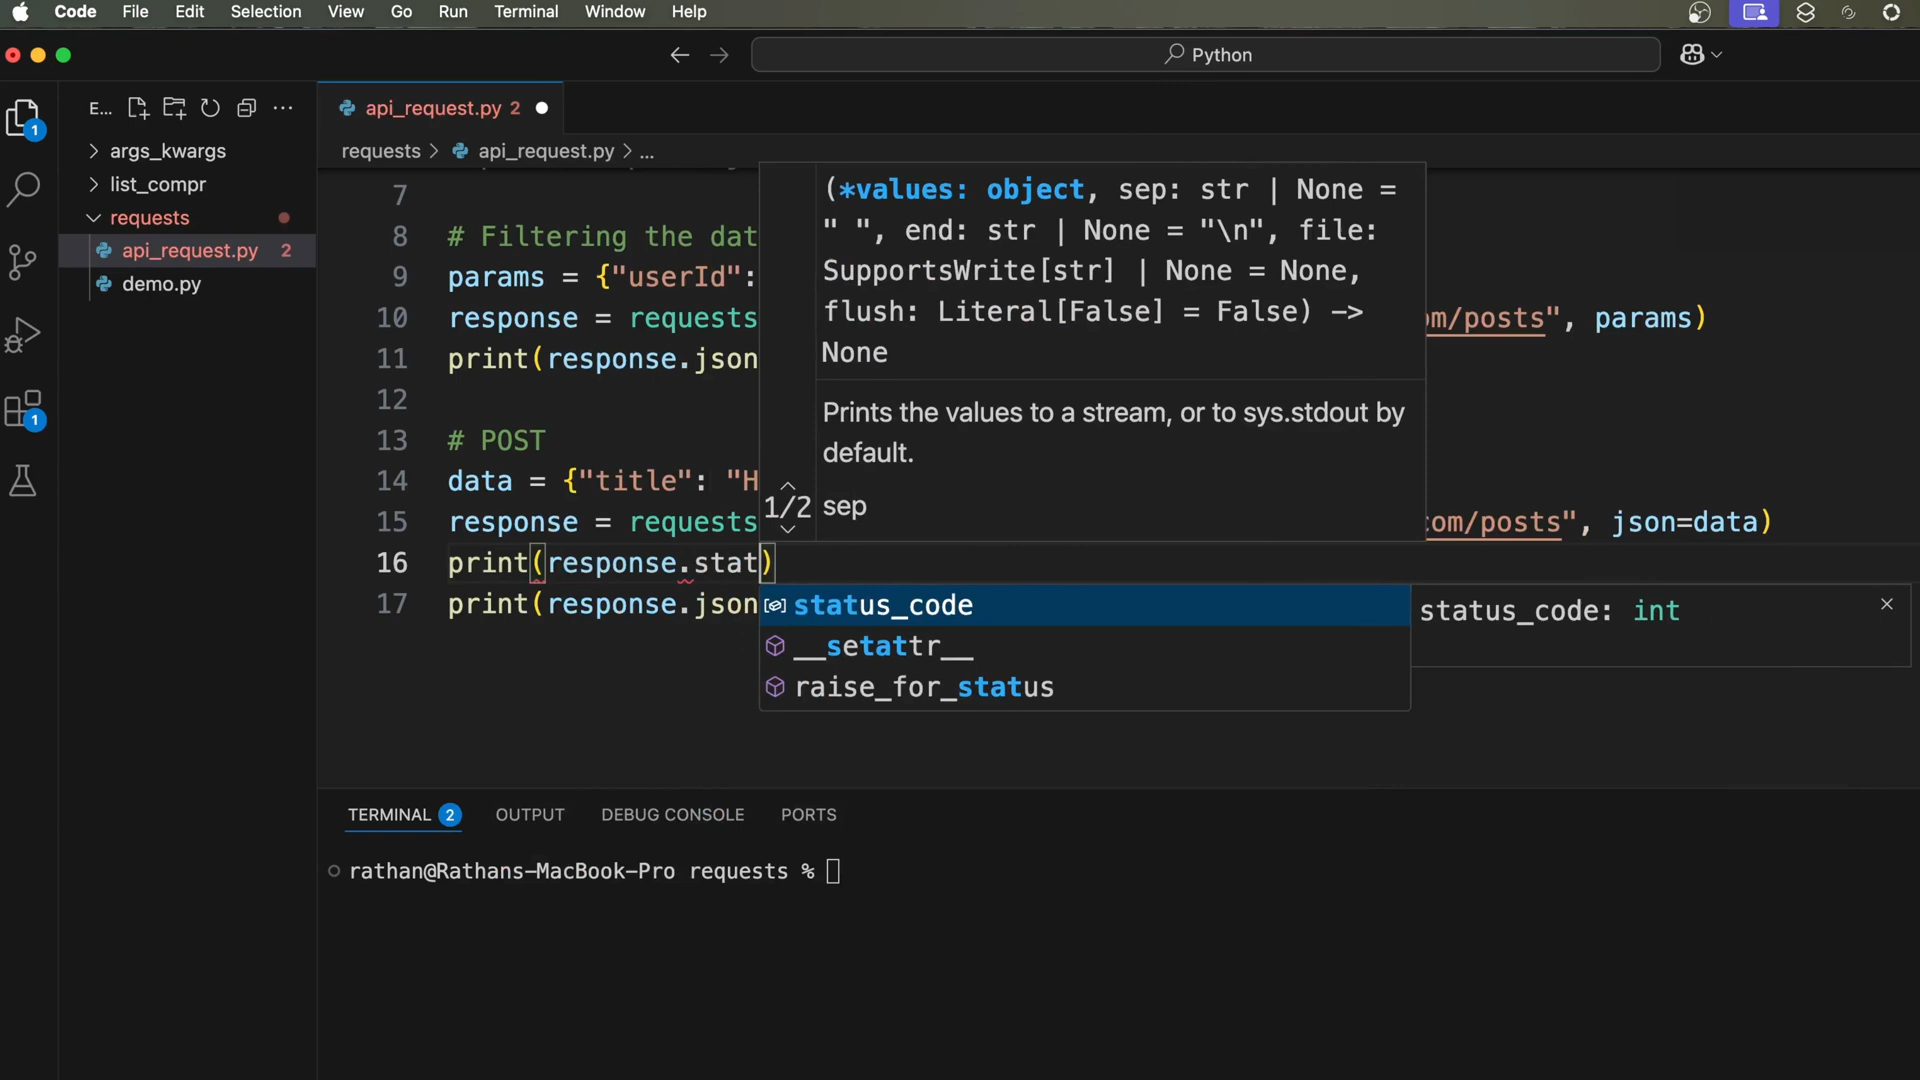 Code File Edit Selection View Go Run Terminal Window Help
Python
E...
api_request.py 2
1
args_kwargs
requests > api_request.py > ...
list_compr
requests
api_request.py 2
demo.py
1
7
8 # Filtering the dat
9 params = {"userId":
10 response = requests
om/posts", params)
11 print(response.json
12
13 # POST
14 data = {"title": "H
15 response = requests
com/posts", json=data)
16 print(response.stat)
17 print(response.json
(*values: object, sep: str | None =
" ", end: str | None = "\n", file:
SupportsWrite[str] | None = None,
flush: Literal[False] = False) ->
None
Prints the values to a stream, or to sys.stdout by
default.
1/2 sep
status_code
status_code: int
__setattr__
raise_for_status
TERMINAL 2 OUTPUT DEBUG CONSOLE PORTS
rathan@Rathans-MacBook-Pro requests %